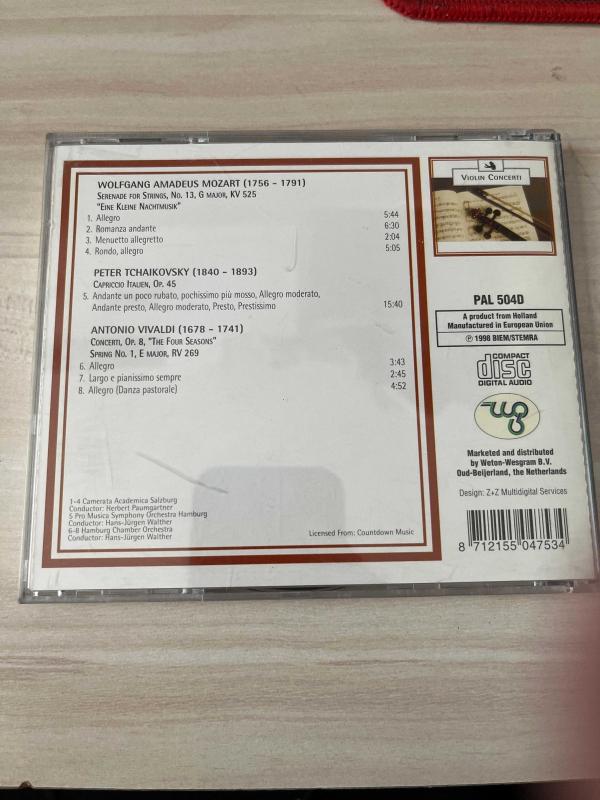 WOLFGANG AMADEUS MOZART (1756 - 1791)
SERENADE FOR STRINGS, NO. 13, G MAJOR, KV 525
"EINE KLEINE NACHTMUSIK"
1. Allegro 5:44
2. Romanza andante 6:30
3. Menuetto allegretto 2:04
4. Rondo, allegro 5:05
PETER TCHAIKOVSKY (1840 - 1893)
CAPRICCIO ITALIEN, OP. 45
5. Andante un poco rubato, pochissimo più mosso, Allegro moderato,
Andante presto, Allegro moderato, Presto, Prestissimo 15:40
ANTONIO VIVALDI (1678 - 1741)
CONCERTI, OP. 8, "THE FOUR SEASONS"
SPRING NO. 1, E MAJOR, RV 269
6. Allegro 3:43
7. Largo e pianissimo sempre 2:45
8. Allegro (Danza pastorale) 4:52
1-4 Camerata Academica Salzburg
Conductor: Herbert Paumgartner
5 Pro Musica Symphony Orchestra Hamburg
Conductor: Hans-Jürgen Walther
6-8 Hamburg Chamber Orchestra
Conductor: Hans-Jürgen Walther
Licensed From: Countdown Music
VIOLIN CONCERTI
PAL 504D
A product from Holland
Manufactured in European Union
℗ 1998 BIEM/STEMRA
COMPACT
disc
DIGITAL AUDIO
wg
Marketed and distributed
by Weton-Wesgram B.V.
Oud-Beijerland, the Netherlands
Design: Z+Z Multidigital Services
8 712155 047534